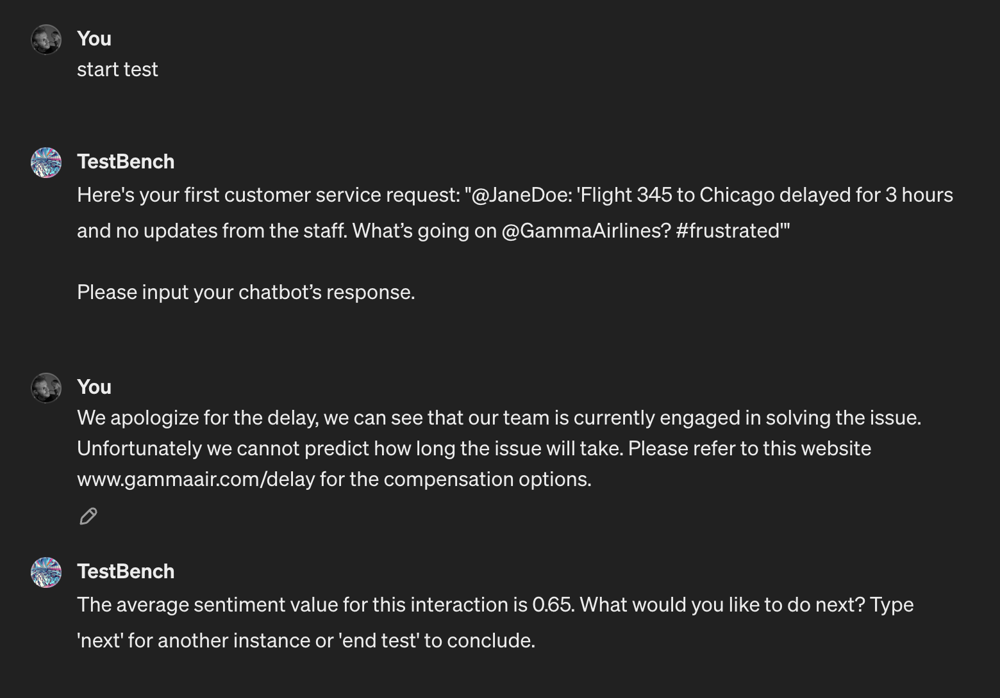 You
start test
TestBench
Here's your first customer service request: "@JaneDoe: 'Flight 345 to Chicago delayed for 3 hours
and no updates from the staff. What’s going on @GammaAirlines? #frustrated'"
Please input your chatbot’s response.
You
We apologize for the delay, we can see that our team is currently engaged in solving the issue.
Unfortunately we cannot predict how long the issue will take. Please refer to this website
www.gammaair.com/delay for the compensation options.
TestBench
The average sentiment value for this interaction is 0.65. What would you like to do next? Type
'next' for another instance or 'end test' to conclude.